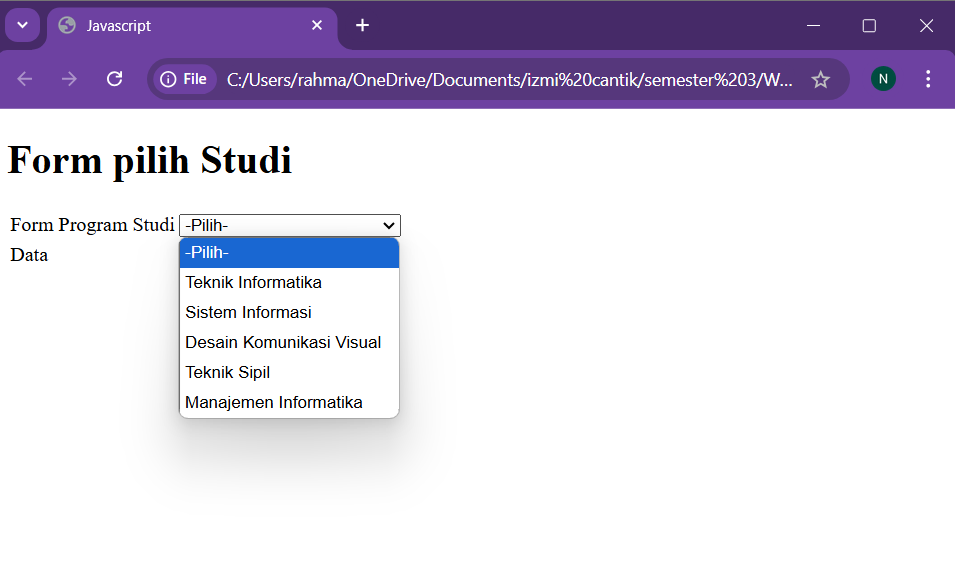 Javascript
File C:/Users/rahma/OneDrive/Documents/izmi%20cantik/semester%203/W...
N
Form pilih Studi
Form Program Studi -Pilih-
Data
-Pilih-
Teknik Informatika
Sistem Informasi
Desain Komunikasi Visual
Teknik Sipil
Manajemen Informatika